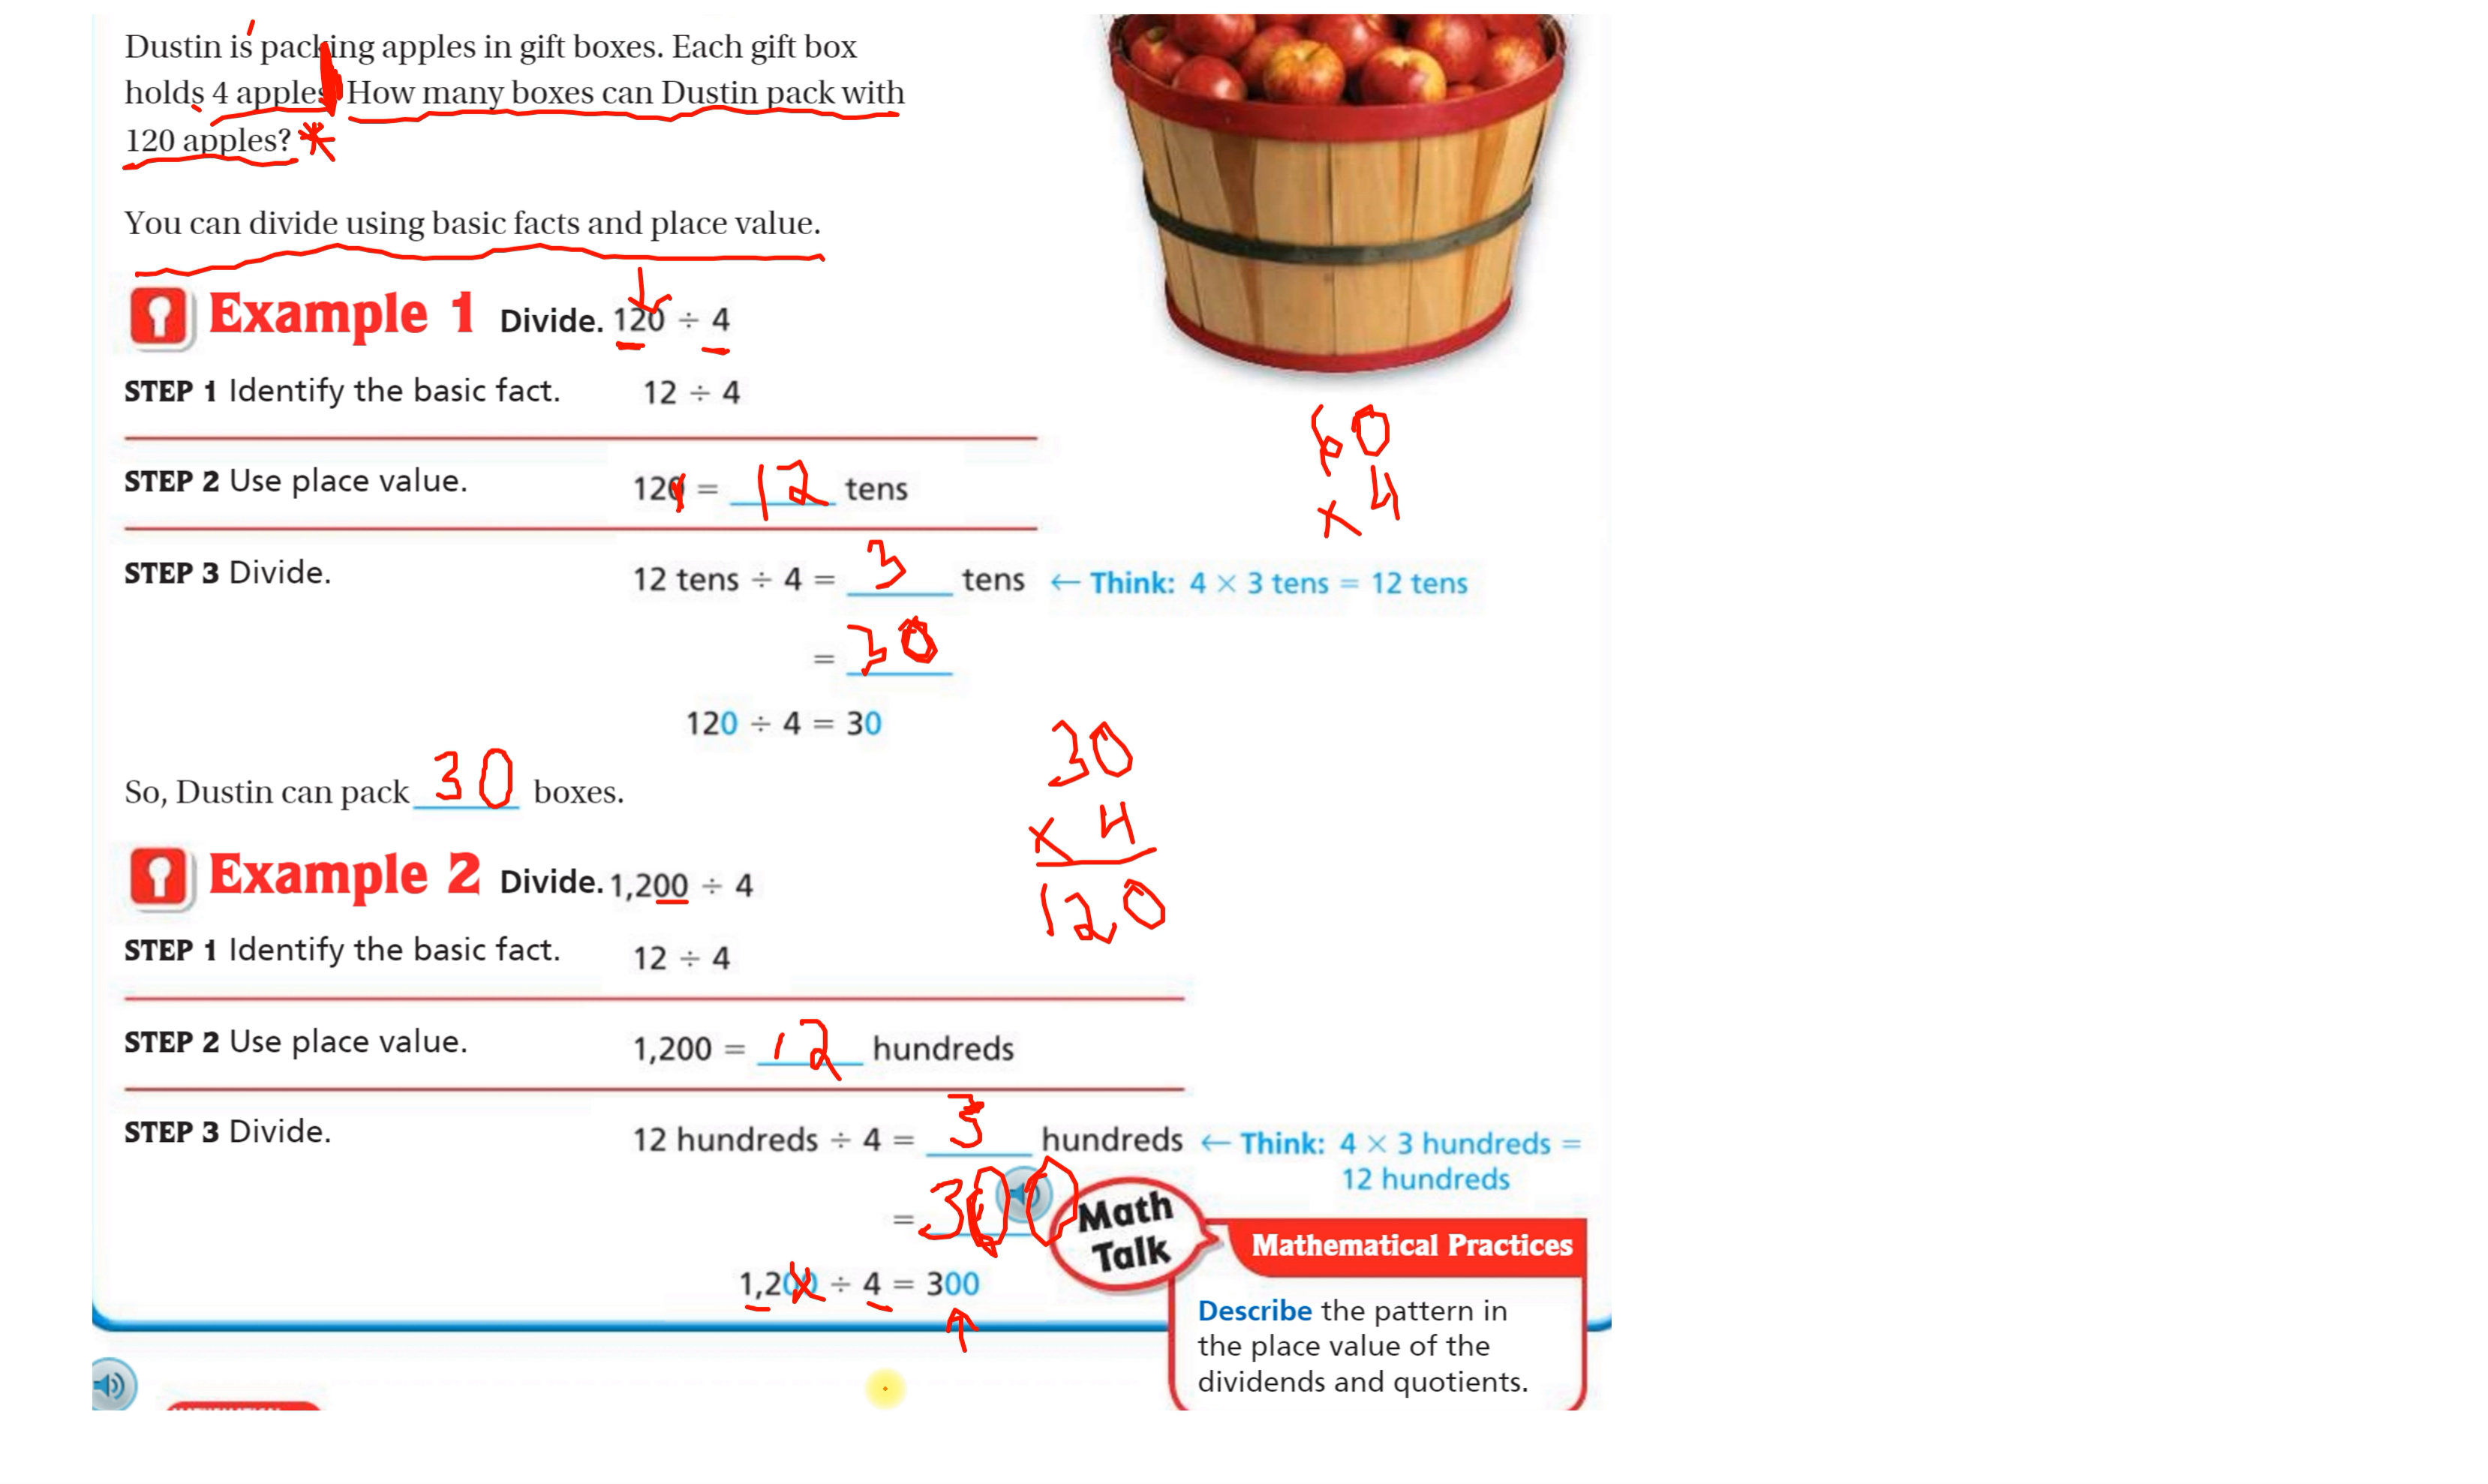 Dustin is packing apples in gift boxes. Each gift box
holds 4 apples. How many boxes can Dustin pack with
120 apples? *
You can divide using basic facts and place value.
Example 1 Divide. 120 ÷ 4
STEP 1 Identify the basic fact. 12 ÷ 4
STEP 2 Use place value. 120 = 12 tens
60
x 4
STEP 3 Divide. 12 tens ÷ 4 = 3 tens ← Think: 4 × 3 tens = 12 tens
= 30
120 ÷ 4 = 30
So, Dustin can pack 30 boxes.
30
x 4
120
Example 2 Divide. 1,200 ÷ 4
STEP 1 Identify the basic fact. 12 ÷ 4
STEP 2 Use place value. 1,200 = 12 hundreds
STEP 3 Divide. 12 hundreds ÷ 4 = 3 hundreds ← Think: 4 × 3 hundreds =
12 hundreds
= 300
1,200 ÷ 4 = 300
Math
Talk
Mathematical Practices
Describe the pattern in
the place value of the
dividends and quotients.